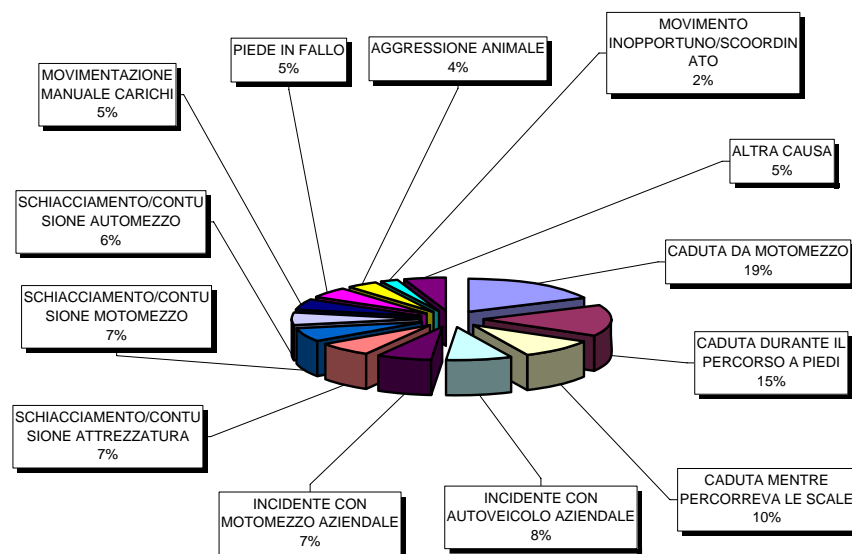 MOVIMENTO
INOPPORTUNO/SCOORDIN
ATO
2%
PIEDE IN FALLO
5%
AGGRESSIONE ANIMALE
4%
MOVIMENTAZIONE
MANUALE CARICHI
5%
ALTRA CAUSA
5%
SCHIACCIAMENTO/CONTU
SIONE AUTOMEZZO
6%
CADUTA DA MOTOMEZZO
19%
SCHIACCIAMENTO/CONTU
SIONE MOTOMEZZO
7%
CADUTA DURANTE IL
PERCORSO A PIEDI
15%
SCHIACCIAMENTO/CONTU
SIONE ATTREZZATURA
7%
CADUTA MENTRE
PERCORREVA LE SCALE
10%
INCIDENTE CON
MOTOMEZZO AZIENDALE
7%
INCIDENTE CON
AUTOVEICOLO AZIENDALE
8%